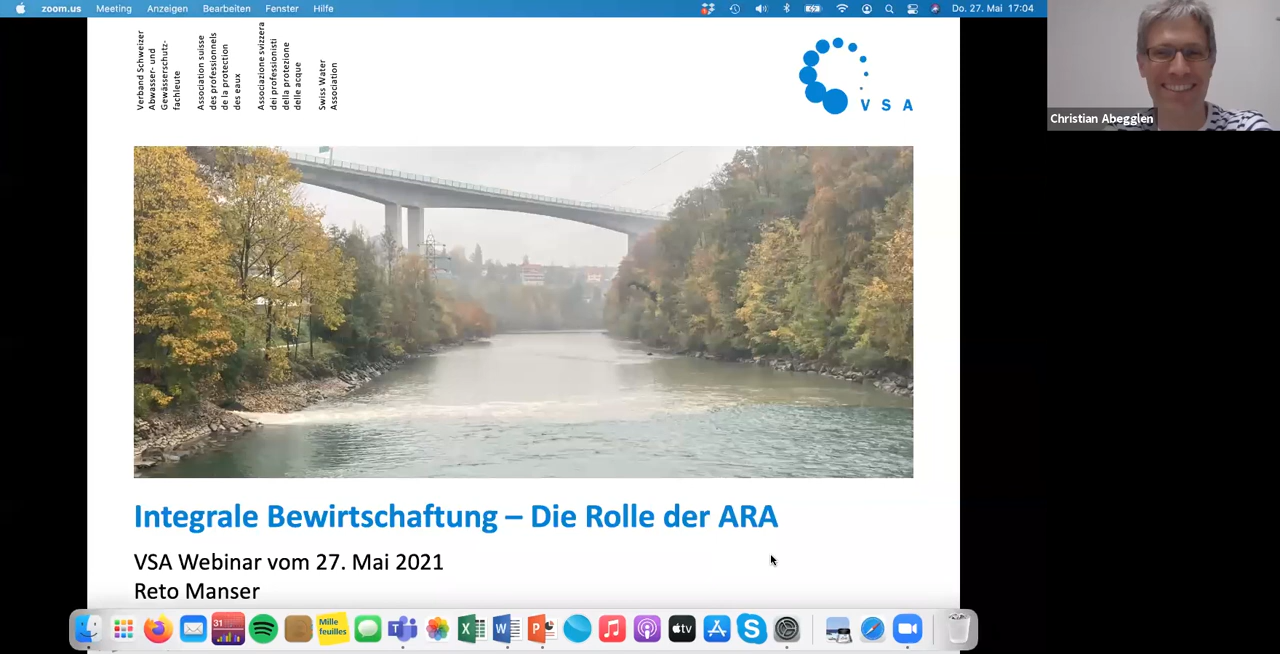 zoom.us Meeting Anzeigen Bearbeiten Fenster Hilfe Do. 27. Mai 17:04
Verband Schweizer
Abwasser- und
Gewässerschutz-
fachleute
Association suisse
des professionnels
de la protection
des eaux
Associazione svizzera
dei professionisti
della protezione
delle acque
Swiss Water
Association
VSA
Christian Abegglen
Integrale Bewirtschaftung – Die Rolle der ARA
VSA Webinar vom 27. Mai 2021
Reto Manser
31
Mille
feuilles
tv